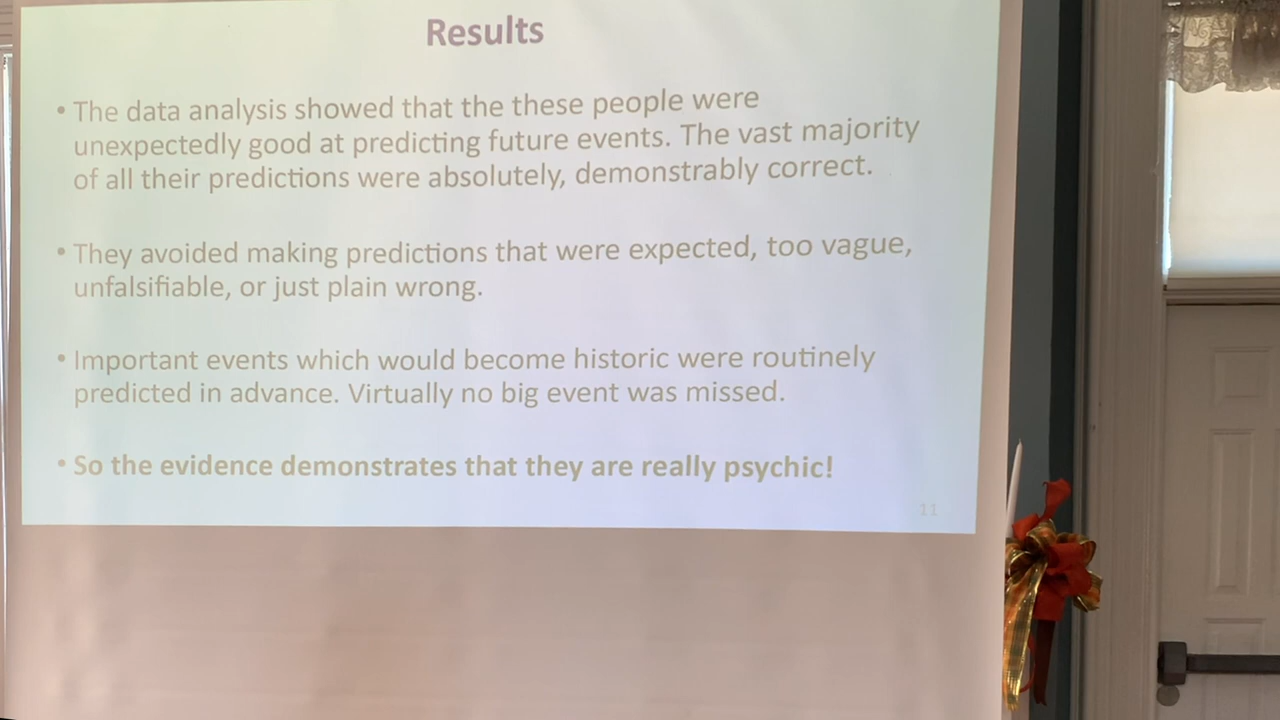 Results
• The data analysis showed that the these people were
unexpectedly good at predicting future events. The vast majority
of all their predictions were absolutely, demonstrably correct.
• They avoided making predictions that were expected, too vague,
unfalsifiable, or just plain wrong.
• Important events which would become historic were routinely
predicted in advance. Virtually no big event was missed.
• So the evidence demonstrates that they are really psychic!
11